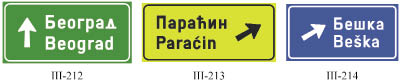 Београд
Beograd
Параћин
Paraćin
Бешка
Beška
III-212
III-213
III-214